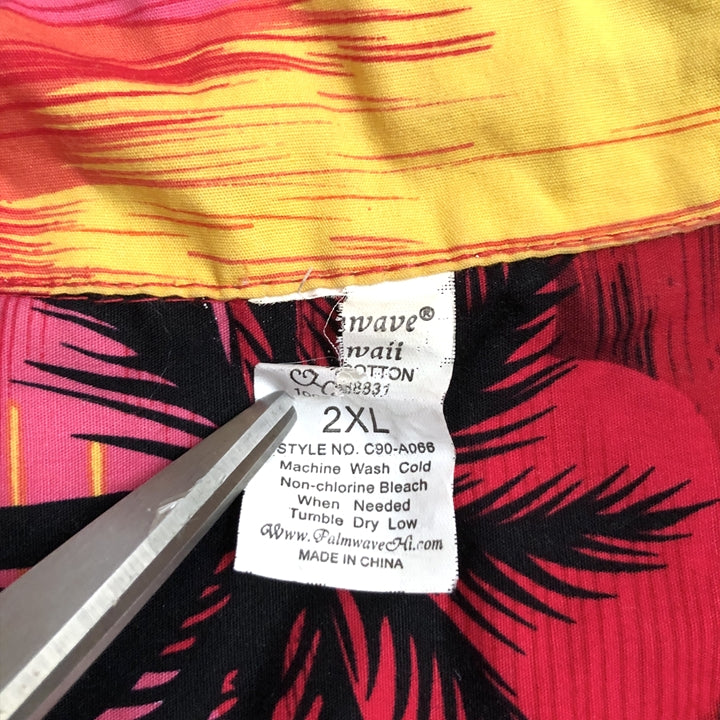 wave®
waii
COTTON
88831
2XL
STYLE NO. C90-A066
Machine Wash Cold
Non-chlorine Bleach
When Needed
Tumble Dry Low
Www.PalmwaveHi.com
MADE IN CHINA